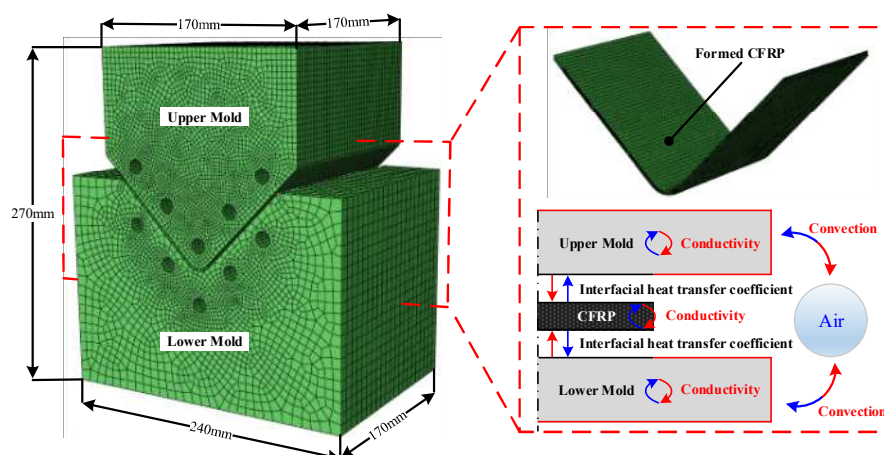 170mm
170mm
Upper Mold
270mm
Lower Mold
240mm
170mm
Formed CFRP
Upper Mold
Conductivity
Convection
Interfacial heat transfer coefficient
CFRP
Conductivity
Air
Interfacial heat transfer coefficient
Lower Mold
Conductivity
Convection